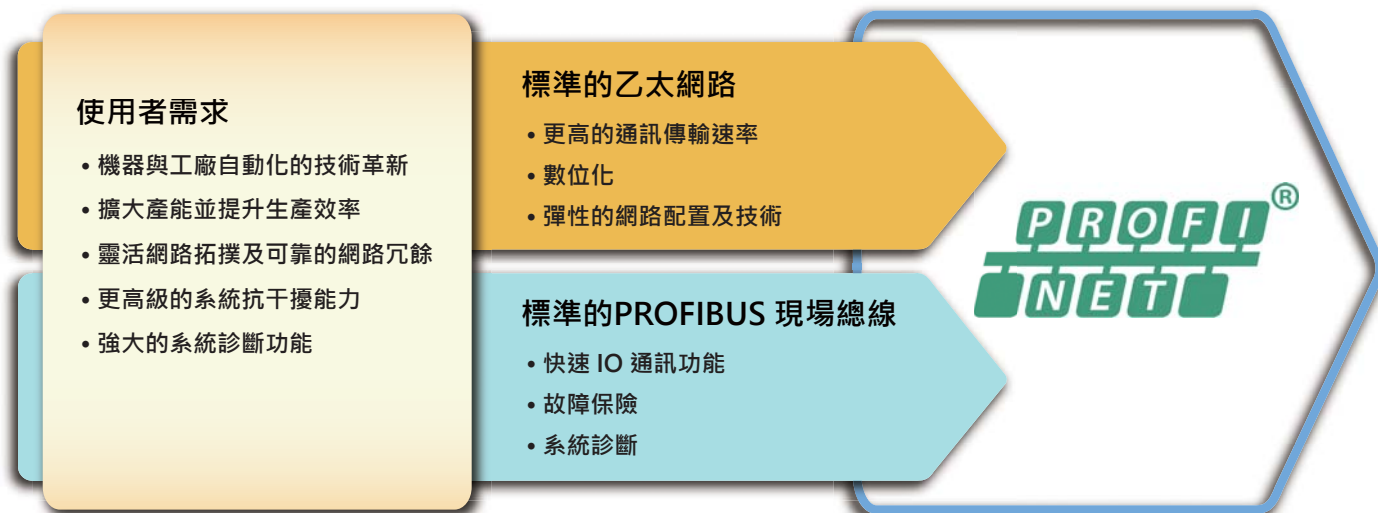 使用者需求
• 機器與工廠自動化的技術革新
• 擴大產能並提升生產效率
• 靈活網路拓撲及可靠的網路冗餘
• 更高級的系統抗干擾能力
• 強大的系統診斷功能
標準的乙太網路
• 更高的通訊傳輸速率
• 數位化
• 彈性的網路配置及技術
標準的PROFIBUS 現場總線
• 快速 IO 通訊功能
• 故障保險
• 系統診斷
PROFI®
NET